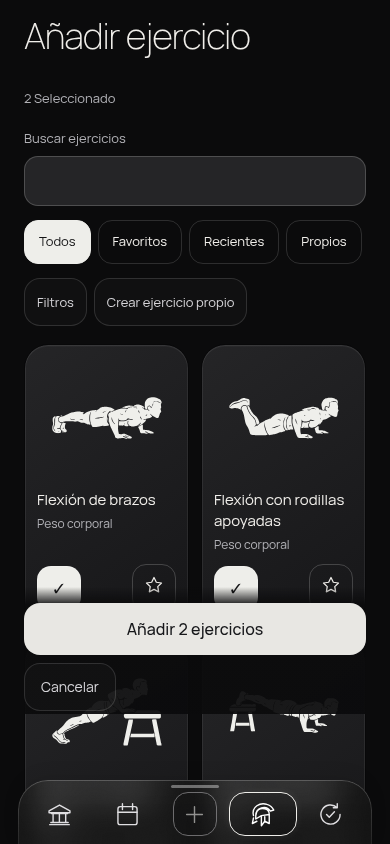 Añadir ejercicio
2 Seleccionado
Buscar ejercicios
Todos
Favoritos
Recientes
Propios
Filtros
Crear ejercicio propio
Flexión de brazos
Peso corporal
Flexión con rodillas
apoyadas
Peso corporal
Añadir 2 ejercicios
Cancelar